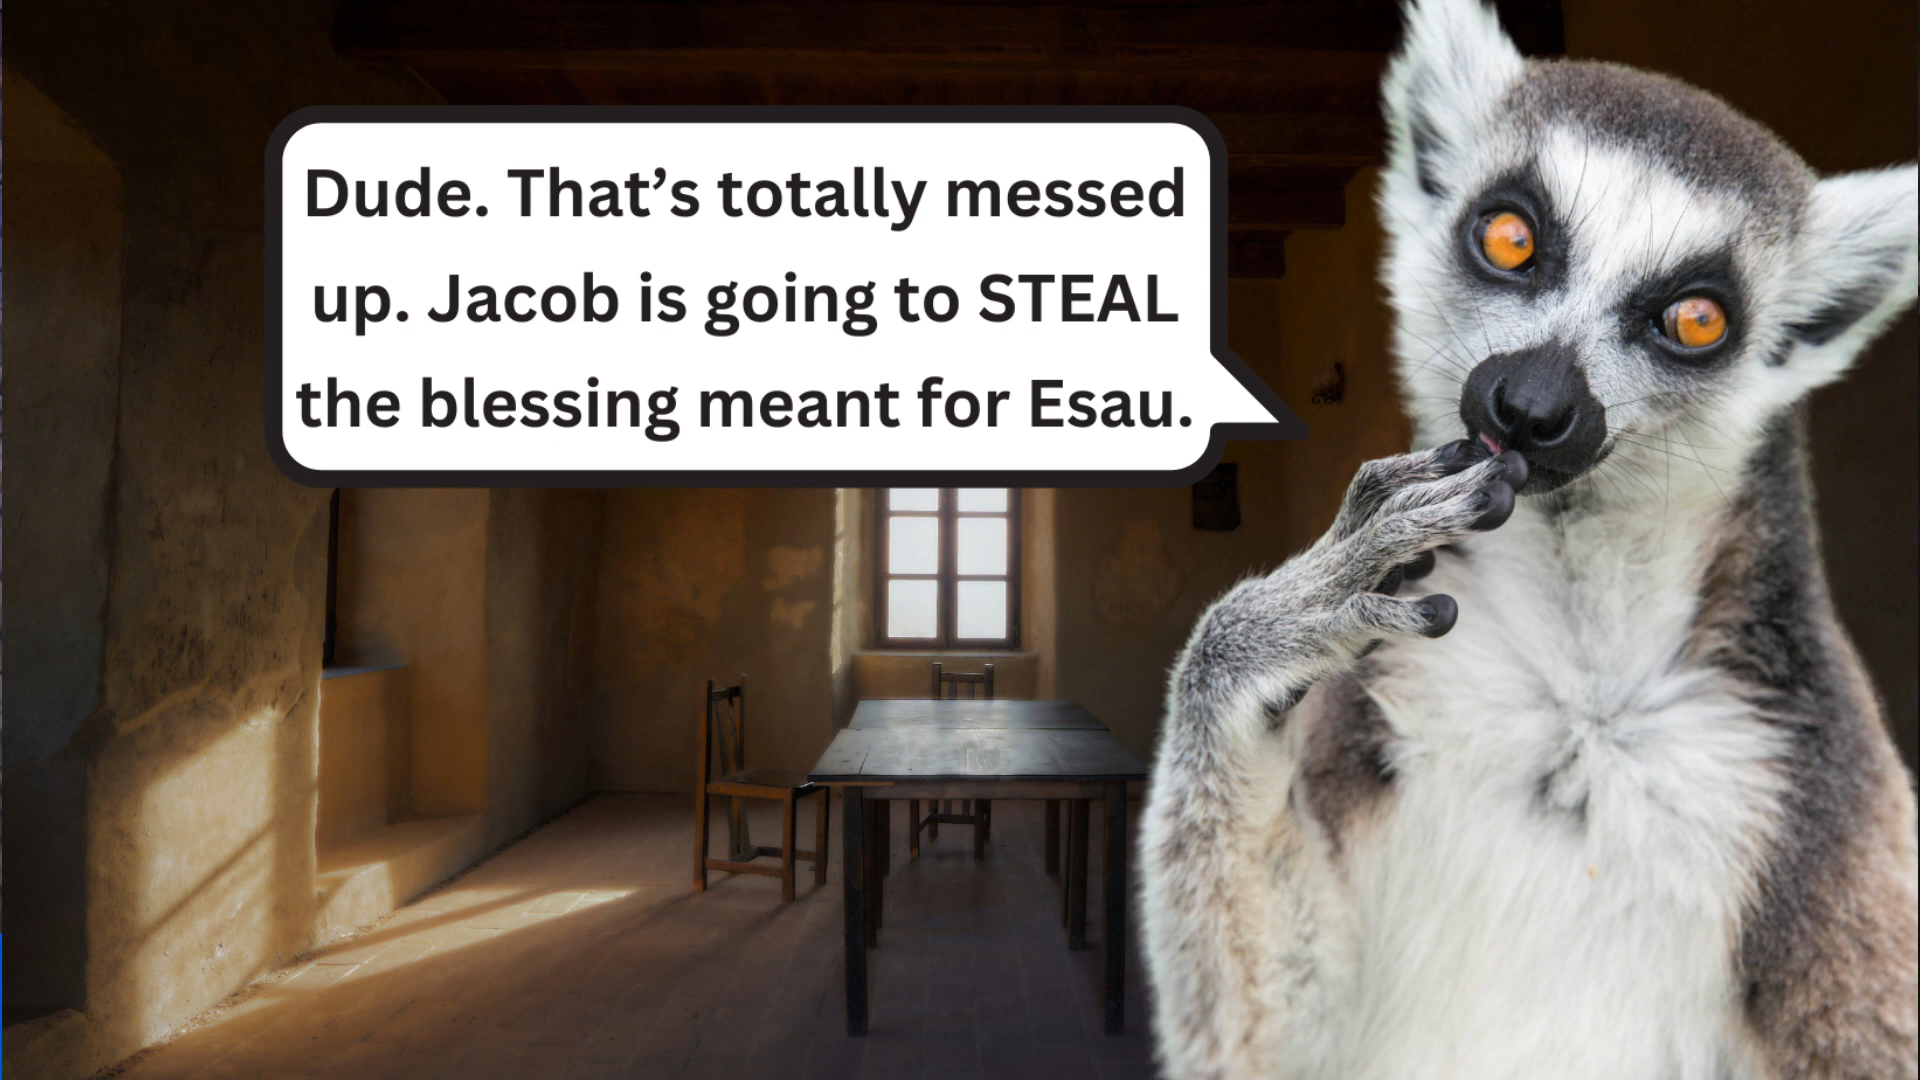 Dude. That’s totally messed
up. Jacob is going to STEAL
the blessing meant for Esau.